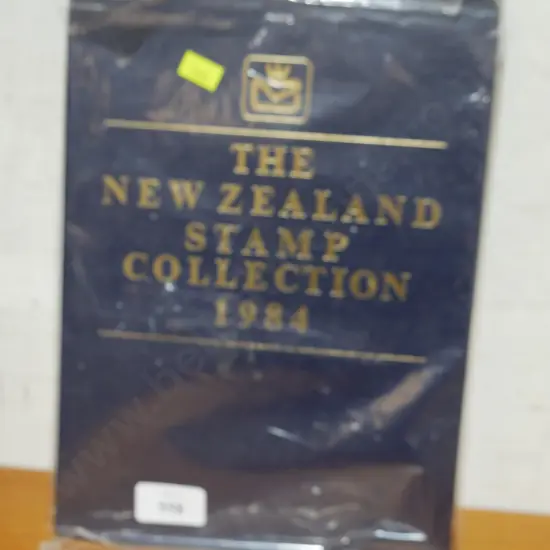 THE
NEW ZEALAND
STAMP
COLLECTION
1984